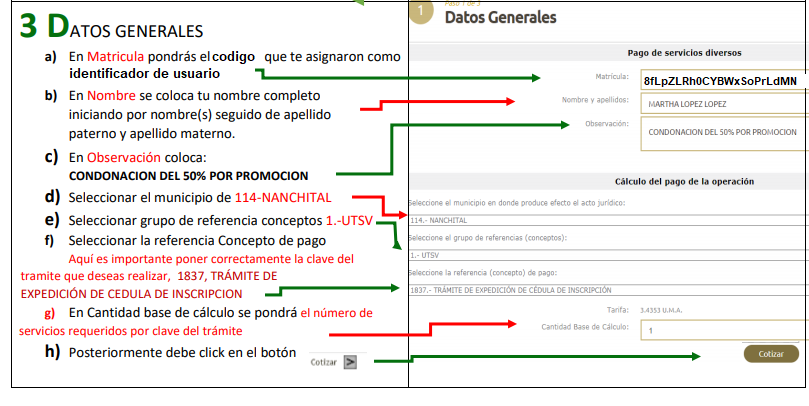 3 DATOS GENERALES
a) En Matricula pondrás el codigo que te asignaron como
identificador de usuario
b) En Nombre se coloca tu nombre completo
iniciando por nombre(s) seguido de apellido
paterno y apellido materno.
c) En Observación coloca:
CONDONACION DEL 50% POR PROMOCION
d) Seleccionar el municipio de 114-NANCHITAL
e) Seleccionar grupo de referencia conceptos 1.-UTSV
f) Seleccionar la referencia Concepto de pago
Aquí es importante poner correctamente la clave del
tramite que deseas realizar, 1837, TRÁMITE DE
EXPEDICIÓN DE CEDULA DE INSCRIPCION
g) En Cantidad base de cálculo se pondrá el número de
servicios requeridos por clave del trámite
h) Posteriormente debe click en el botón
Cotizar >
1
Paso 1 de 3
Datos Generales
Pago de servicios diversos
Matrícula: 8fLpZLRh0CYBWxSoPrLdMN
Nombre y apellidos: MARTHA LOPEZ LOPEZ
Observación: CONDONACION DEL 50% POR PROMOCION
Cálculo del pago de la operación
Seleccione el municipio en donde produce efecto el acto jurídico:
114.- NANCHITAL
Seleccione el grupo de referencias (conceptos):
1.- UTSV
Seleccione la referencia (concepto) de pago:
1837.- TRÁMITE DE EXPEDICIÓN DE CÉDULA DE INSCRIPCIÓN
Tarifa: 3.4353 U.M.A.
Cantidad Base de Cálculo: 1
Cotizar